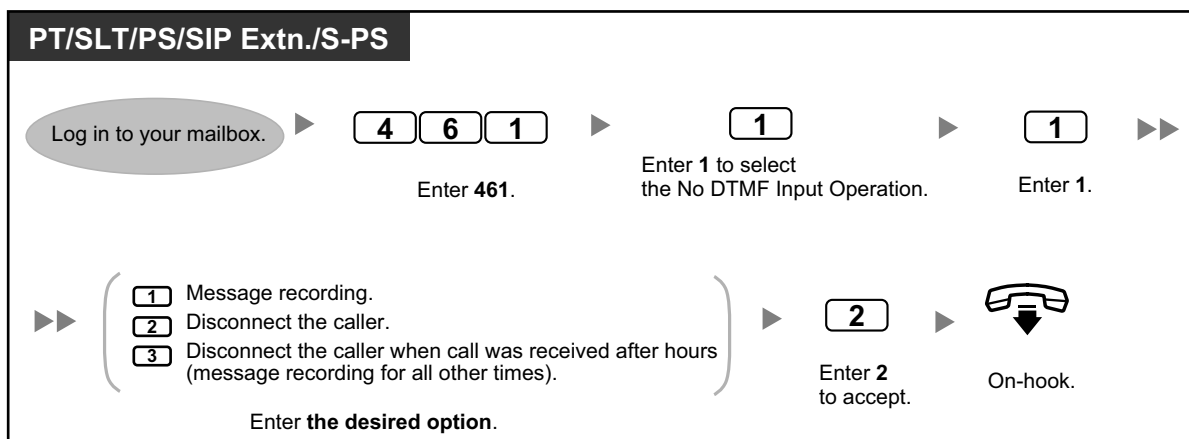 PT/SLT/PS/SIP Extn./S-PS
Log in to your mailbox.
4 6 1
Enter 461.
1
Enter 1 to select
the No DTMF Input Operation.
1
Enter 1.
1 Message recording.
2 Disconnect the caller.
3 Disconnect the caller when call was received after hours
(message recording for all other times).
Enter the desired option.
2
Enter 2
to accept.
On-hook.